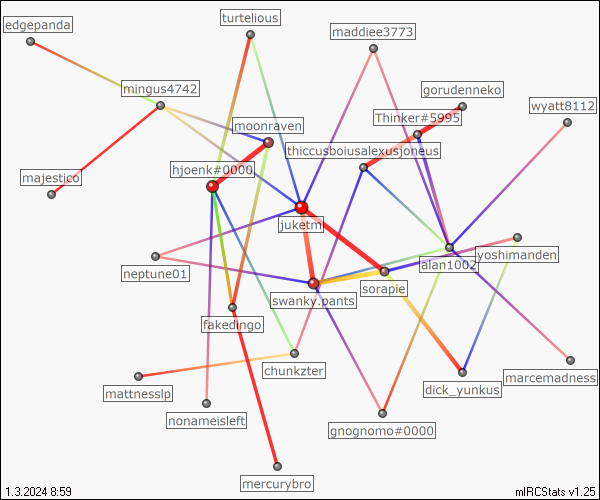 turtelious
edgepanda
maddiee3773
mingus4742
gorudenneko
wyatt8112
moonraven
Thinker#5995
thiccusboiusalexusjoneus
majestico
hjoenk#0000
juketm
yoshimanden
neptune01
alan1002
swanky.pants
sorapie
fakedingo
chunkzter
marcemadness
mattnesslp
dick_yunkus
nonameisleft
gnognomo#0000
mercurybro
1.3.2024 8:59
mIRCStats v1.25